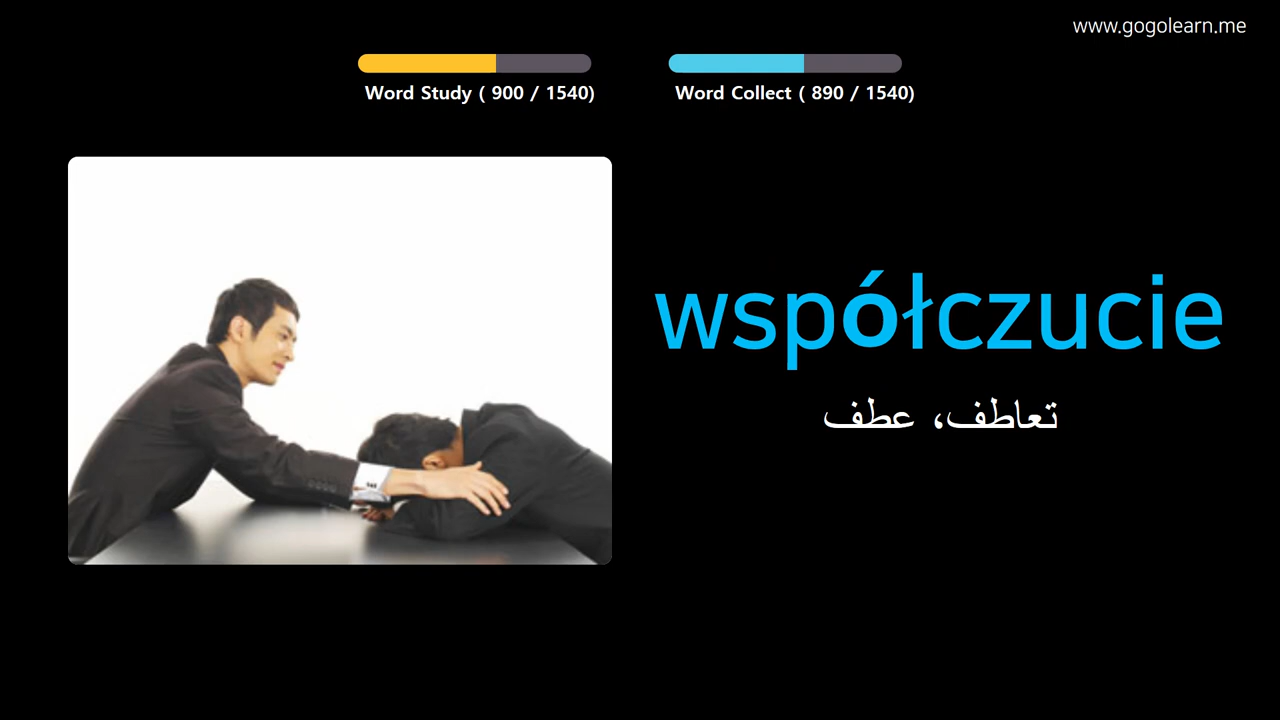 www.gogolearn.me
Word Study ( 900 / 1540)
Word Collect ( 890 / 1540)
współczucie
تعاطف، عطف